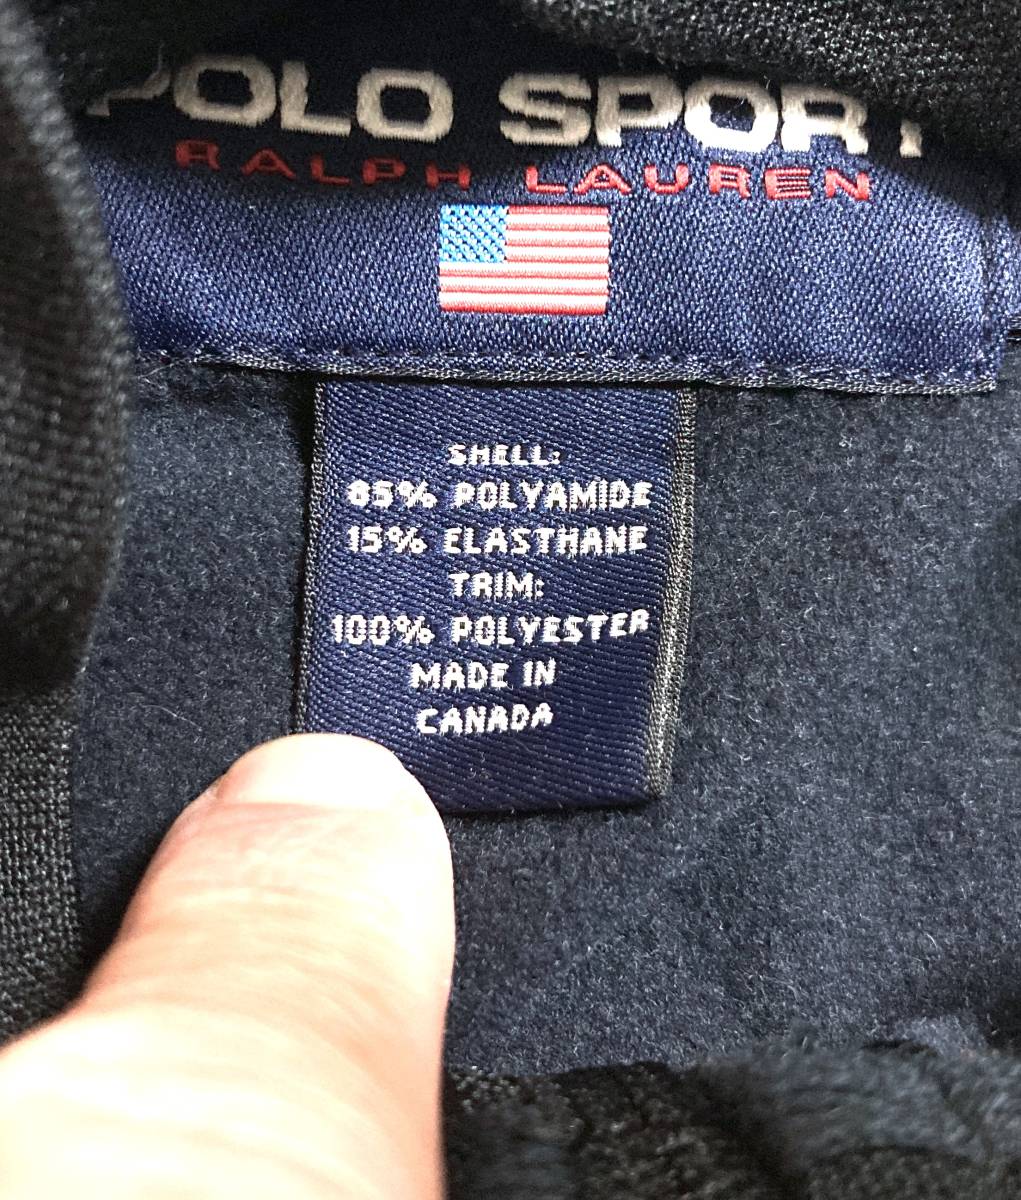 POLO SPORT
RALPH LAUREN
SHELL:
85% POLYAMIDE
15% ELASTHANE
TRIM:
100% POLYESTER
MADE IN
CANADA